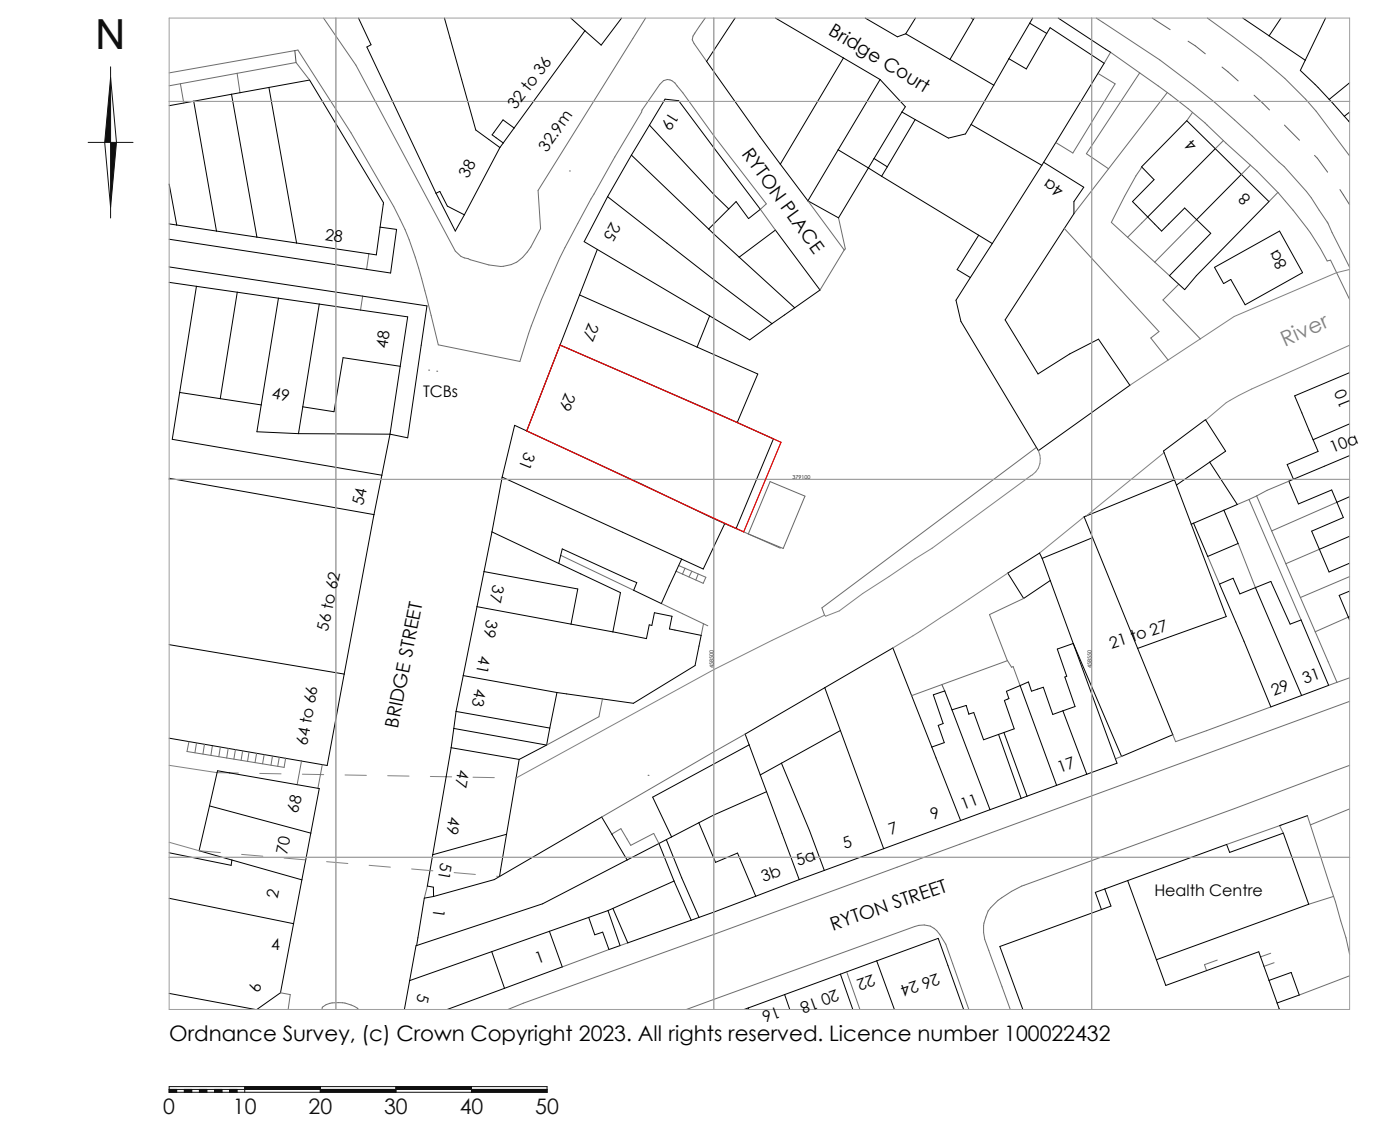 N
Bridge Court
32 to 36
32.9m
38
19
RYTON PLACE
4
4a
8
8a
28
25
River
27
48
TCBs
49
29
10
10a
31
54
379100
56 to 62
BRIDGE STREET
37
39
41
43
458500
458550
21 to 27
29
31
64 to 66
47
17
68
49
70
11
9
7
5
5a
3b
51
2
1
RYTON STREET
Health Centre
4
1
6
5
16
18 20
22
24 26
Ordnance Survey, (c) Crown Copyright 2023. All rights reserved. Licence number 100022432
0 10 20 30 40 50